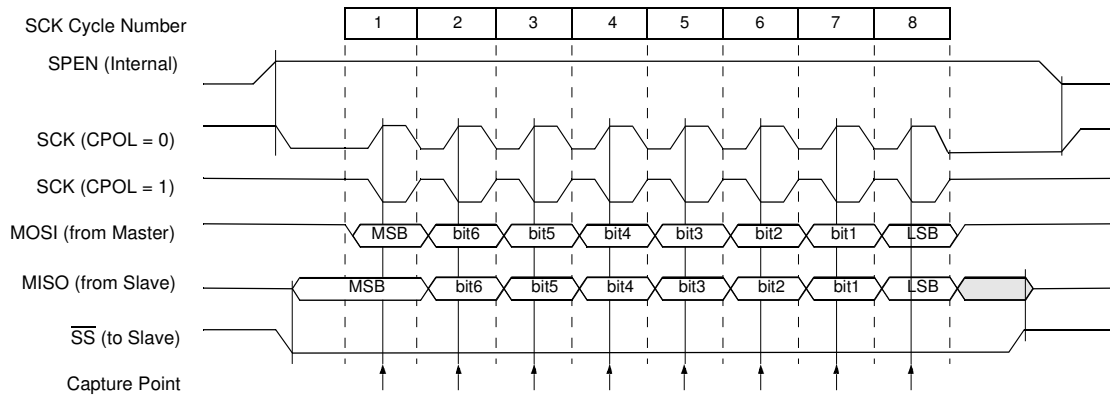 SCK Cycle Number 1 2 3 4 5 6 7 8
SPEN (Internal)
SCK (CPOL = 0)
SCK (CPOL = 1)
MOSI (from Master) MSB bit6 bit5 bit4 bit3 bit2 bit1 LSB
MISO (from Slave) MSB bit6 bit5 bit4 bit3 bit2 bit1 LSB
SS (to Slave)
Capture Point